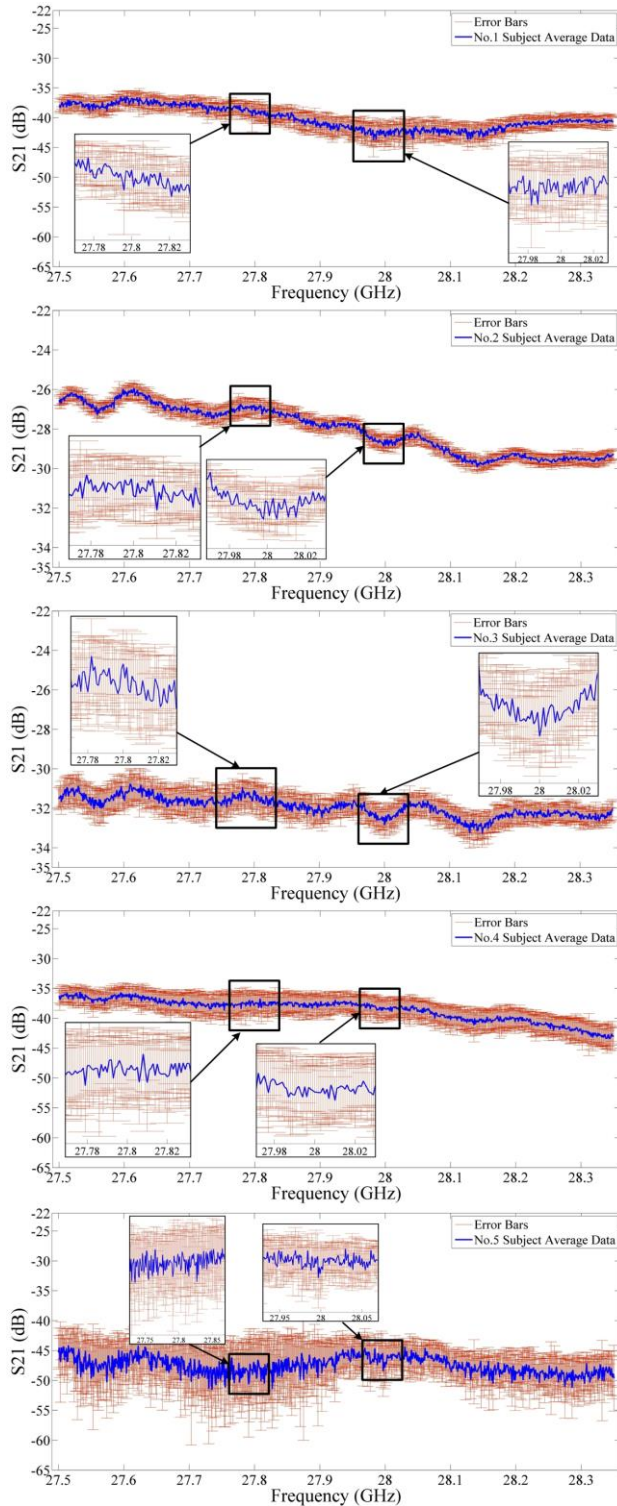 -22
-25
-30
-35
-40
-45
-50
-55
-60
-65
S21 (dB)
Error Bars
No.1 Subject Average Data
27.78 27.8 27.82
27.98 28 28.02
27.5 27.6 27.7 27.8 27.9 28 28.1 28.2 28.3
Frequency (GHz)
-22
-24
-26
-28
-30
-32
-34
-35
S21 (dB)
Error Bars
No.2 Subject Average Data
27.78 27.8 27.82
27.98 28 28.02
27.5 27.6 27.7 27.8 27.9 28 28.1 28.2 28.3
Frequency (GHz)
-22
-24
-26
-28
-30
-32
-34
-35
S21 (dB)
Error Bars
No.3 Subject Average Data
27.78 27.8 27.82
27.98 28 28.02
27.5 27.6 27.7 27.8 27.9 28 28.1 28.2 28.3
Frequency (GHz)
-22
-25
-30
-35
-40
-45
-50
-55
-60
-65
S21 (dB)
Error Bars
No.4 Subject Average Data
27.78 27.8 27.82
27.98 28 28.02
27.5 27.6 27.7 27.8 27.9 28 28.1 28.2 28.3
Frequency (GHz)
-22
-25
-30
-35
-40
-45
-50
-55
-60
-65
S21 (dB)
Error Bars
No.5 Subject Average Data
27.75 27.8 27.85
27.95 28 28.05
27.5 27.6 27.7 27.8 27.9 28 28.1 28.2 28.3
Frequency (GHz)